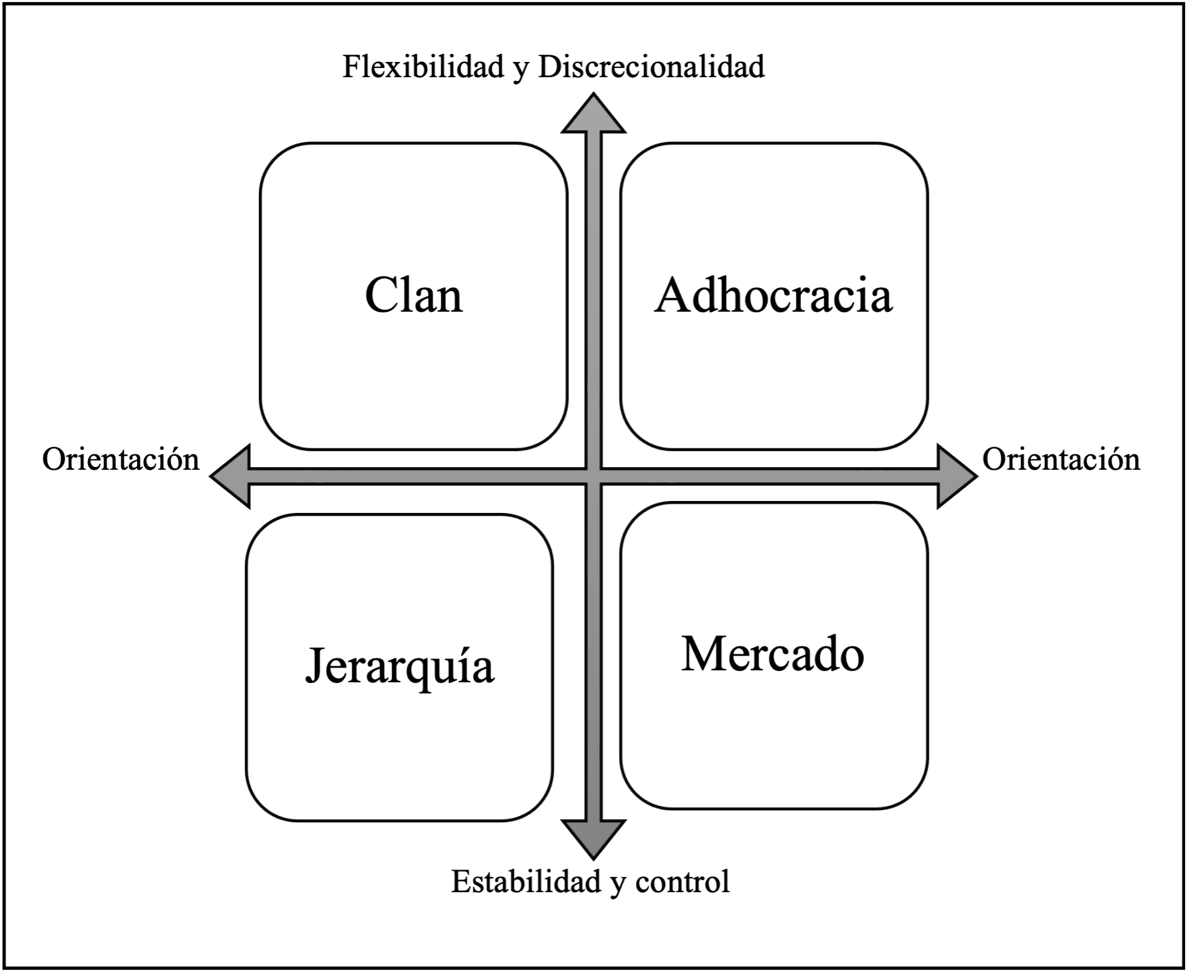 Flexibilidad y Discrecionalidad
Clan
Adhocracia
Orientación
Orientación
Jerarquía
Mercado
Estabilidad y control